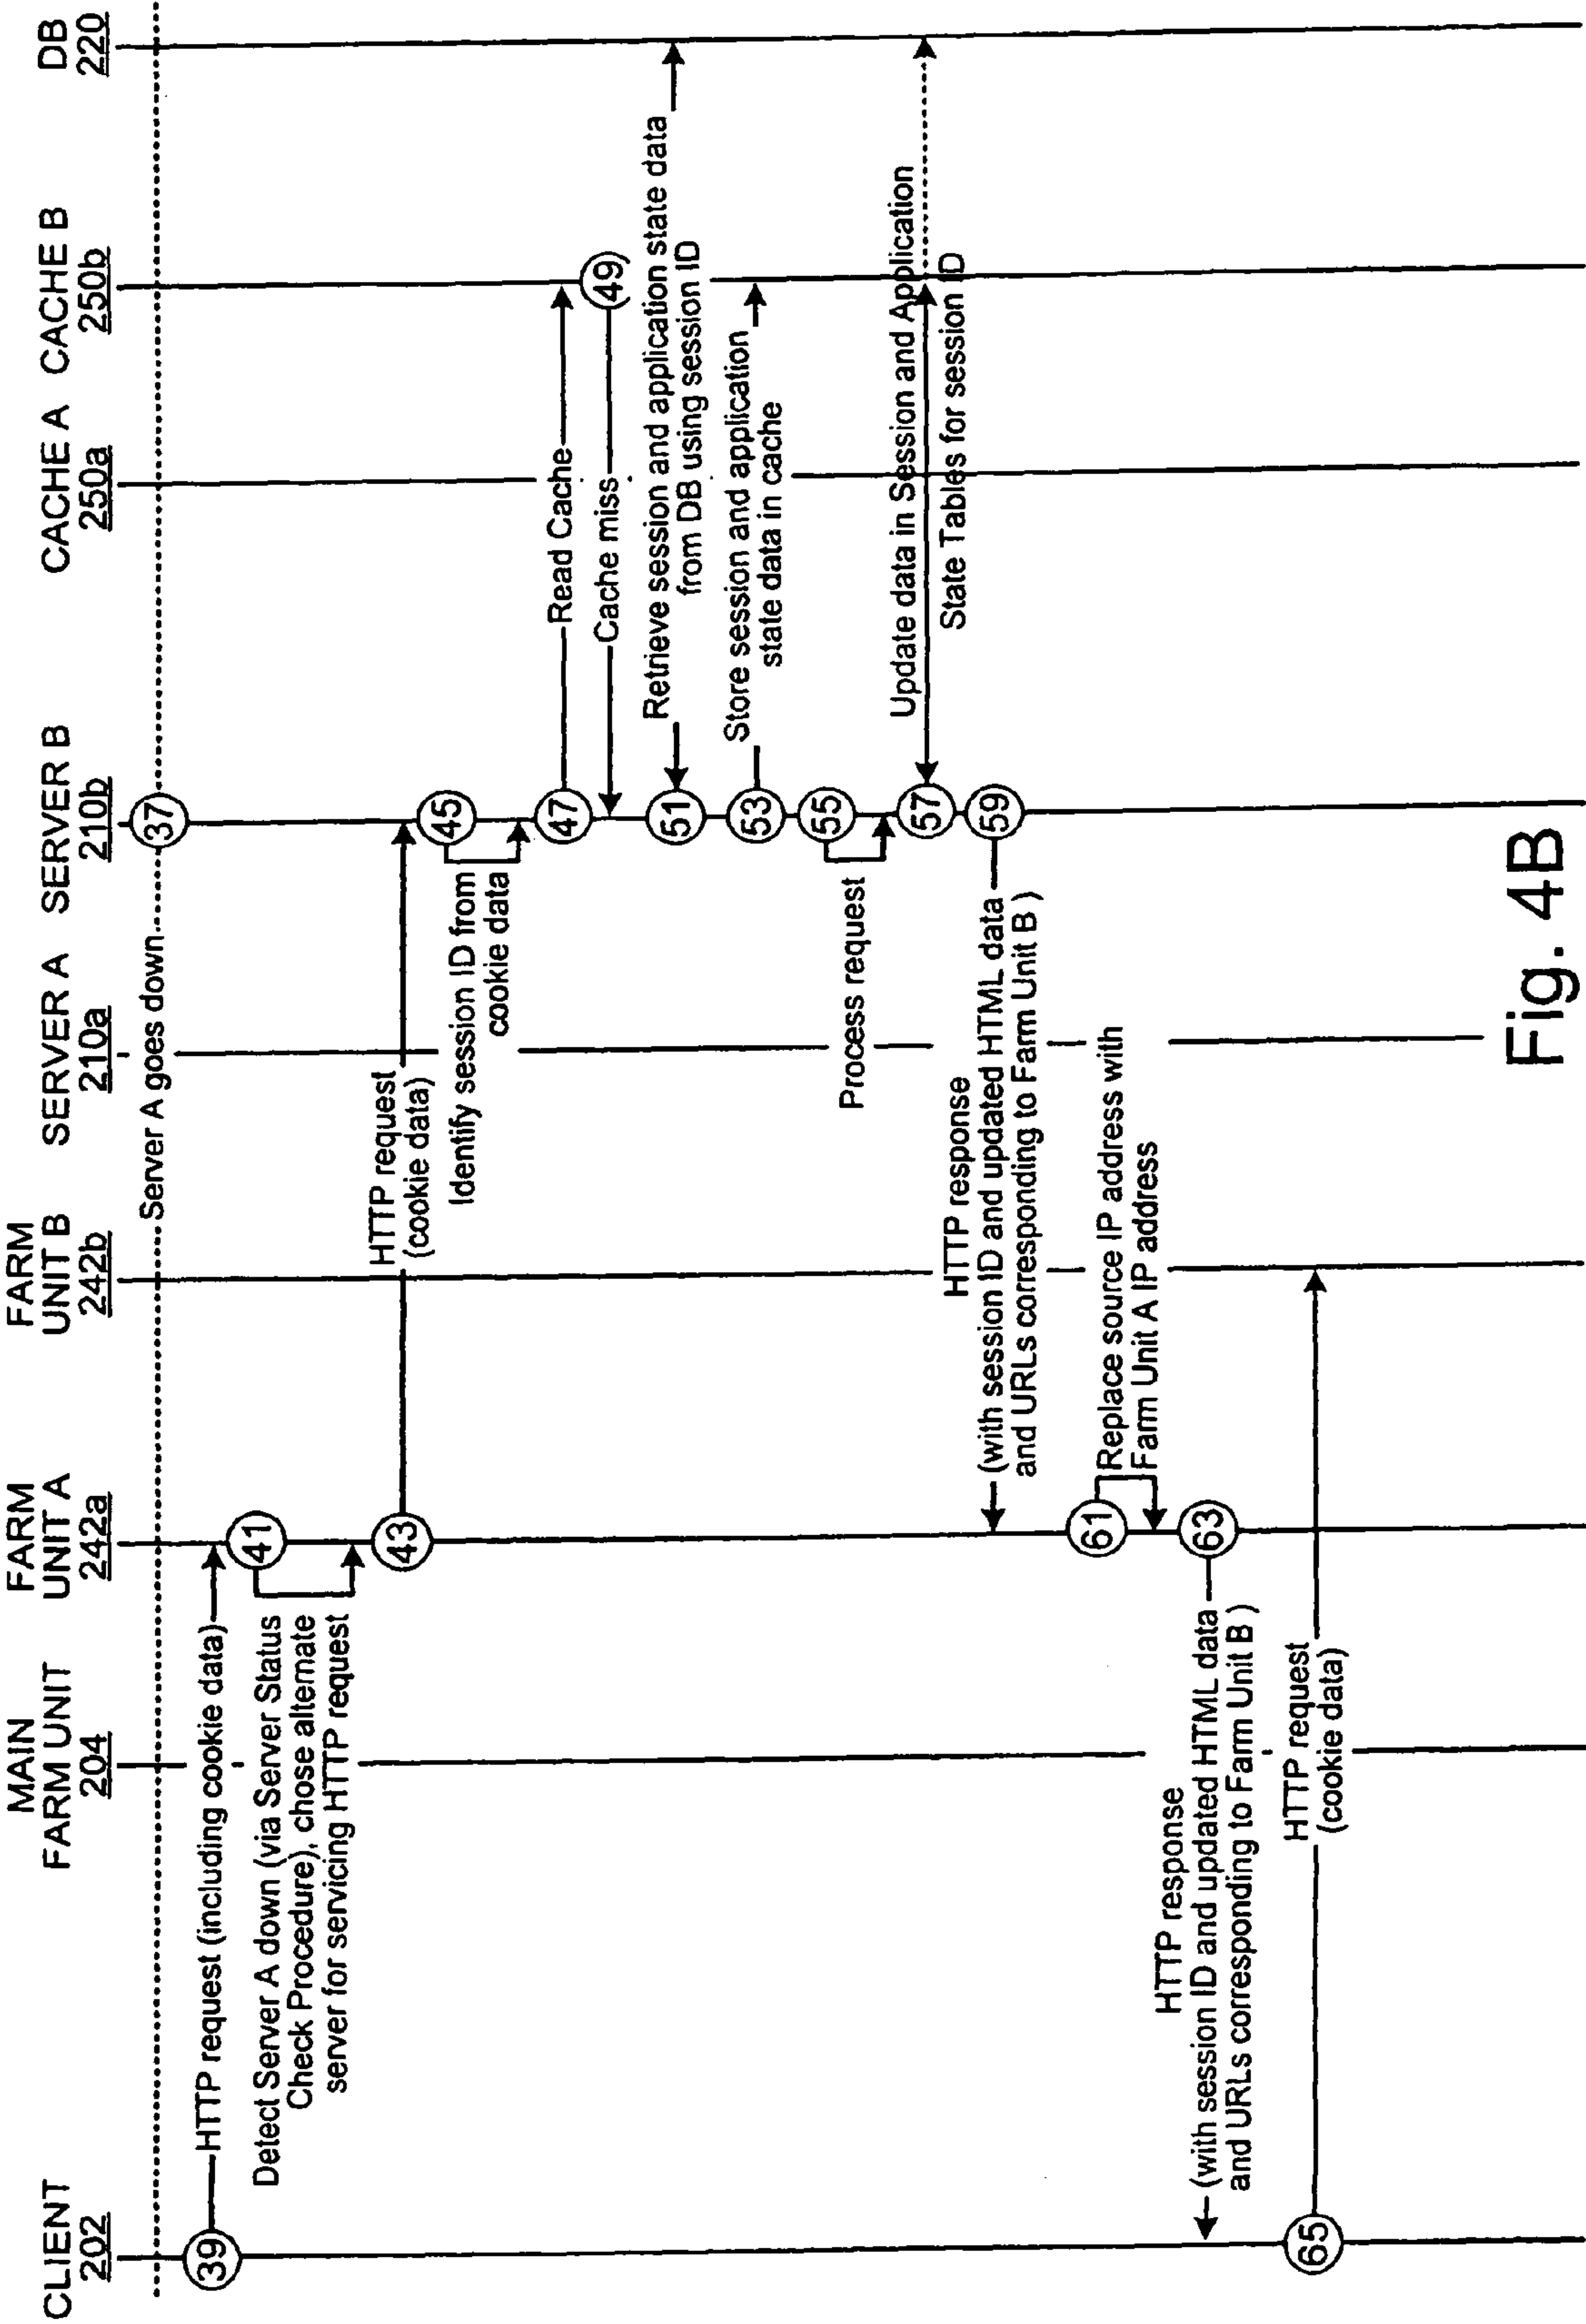 CLIENT
202
MAIN
FARM UNIT
204
FARM
UNIT A
242a
FARM
UNIT B
242b
SERVER A
210a
SERVER B
210b
CACHE A
250a
CACHE B
250b
DB
220
Server A goes down
37
39
HTTP request (including cookie data)
41
Detect Server A down (via Server Status
Check Procedure), chose alternate
server for servicing HTTP request
43
HTTP request
(cookie data)
45
Identify session ID from
cookie data
47
Read Cache
49
Cache miss
51
Retrieve session and application state data
from DB using session ID
53
Store session and application
state data in cache
55
Process request
57
Update data in Session and Application
State Tables for session ID
59
HTTP response
(with session ID and updated HTML data
and URLs corresponding to Farm Unit B )
61
Replace source IP address with
Farm Unit A IP address
63
HTTP response
(with session ID and updated HTML data
and URLs corresponding to Farm Unit B )
65
HTTP request
(cookie data)
Fig. 4B